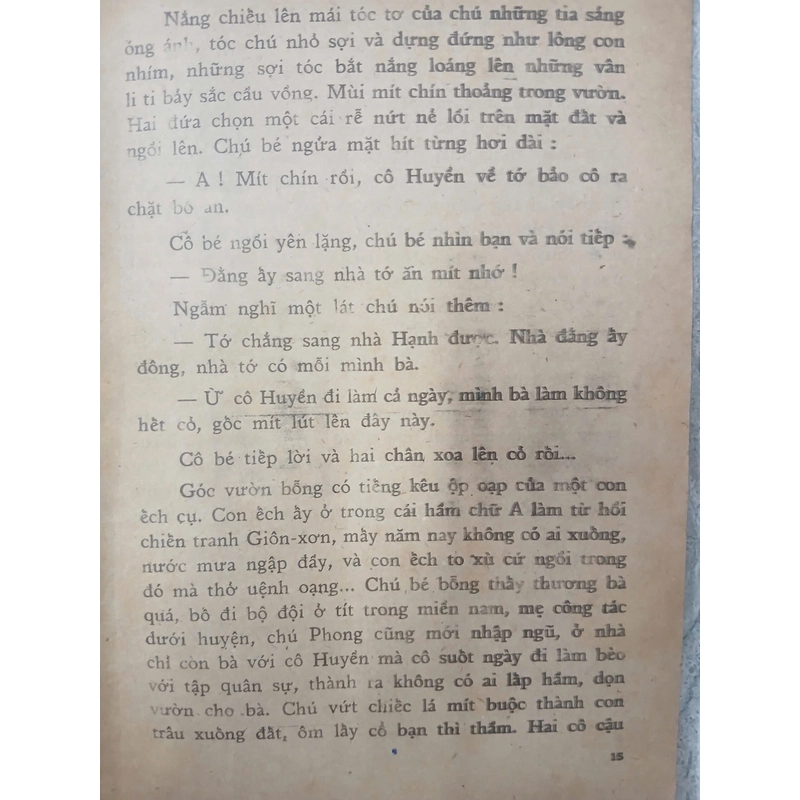 Nắng chiều lên mái tóc tơ của chú những tia sáng
óng ánh, tóc chú nhỏ sợi và dựng đứng như lông con
nhím, những sợi tóc bắt nắng loáng lên những vân
li ti bảy sắc cầu vồng. Mùi mít chín thoảng trong vườn.
Hai đứa chọn một cái rễ nứt nẻ lồi trên mặt đất và
ngồi lên. Chú bé ngửa mặt hít từng hơi dài :
— A ! Mít chín rồi, cô Huyền về tớ bảo cô ra
chặt bỏ ăn.
Cô bé ngồi yên lặng, chú bé nhìn bạn và nói tiếp :
— Đằng ấy sang nhà tớ ăn mít nhớ !
Ngẫm nghĩ một lát chú nói thêm :
— Tớ chẳng sang nhà Hạnh được. Nhà đằng ấy
đông, nhà tớ có mỗi mình bà.
— Ừ cô Huyền đi làm cả ngày, mình bà làm không
hết cỏ, gốc mít lút lên đây này.
Cô bé tiếp lời và hai chân xoa lên cỏ rối...
Góc vườn bỗng có tiếng kêu ộp oạp của một con
ếch cụ. Con ếch ấy ở trong cái hầm chữ A làm từ hồi
chiến tranh Giôn-xơn, mấy năm nay không có ai xuống,
nước mưa ngập đầy, và con ếch to xù cứ ngồi trong
đó mà thở uệnh oạng... Chú bé bỗng thấy thương bà
quá, bố đi bộ đội ở tít trong miền nam, mẹ công tác
dưới huyện, chú Phong cũng mới nhập ngũ, ở nhà
chỉ còn bà với cô Huyền mà cô suốt ngày đi làm bèo
với tập quân sự, thành ra không có ai lấp hầm, dọn
vườn cho bà. Chú vứt chiếc lá mít buộc thành con
trâu xuống đất, ôm lấy cổ bạn thì thầm. Hai cô cậu
15